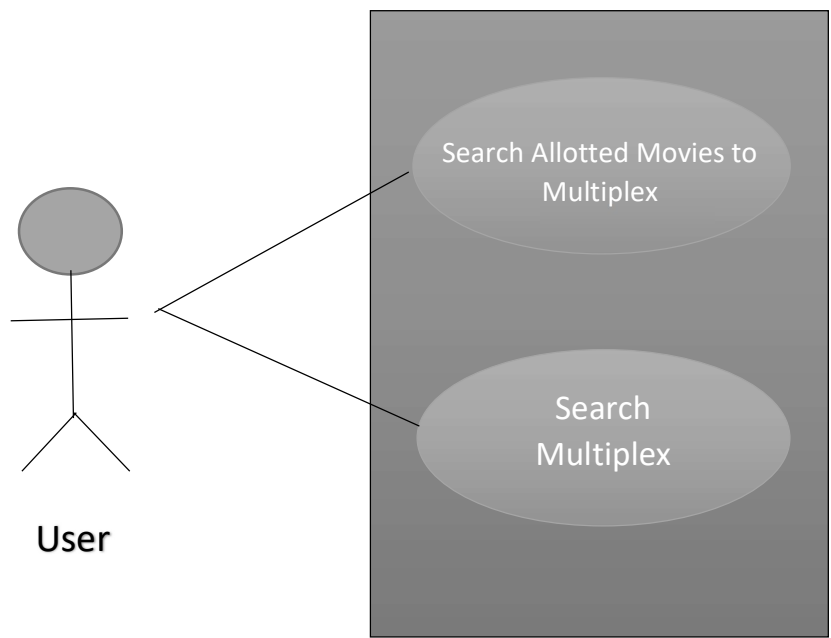 Search Allotted Movies to
Multiplex
Search
Multiplex
User